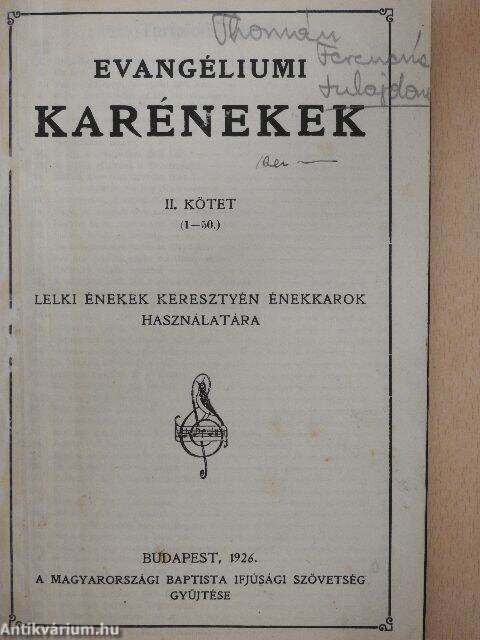 Thomán
Ferencné
tulajdona
EVANGÉLIUMI
KARÉNEKEK
II. KÖTET
(1—50.)
LELKI ÉNEKEK KERESZTYÉN ÉNEKKAROK
HASZNÁLATÁRA
BUDAPEST, 1926.
A MAGYARORSZÁGI BAPTISTA IFJÚSÁGI SZÖVETSÉG
GYŰJTÉSE
Antikvárium.hu